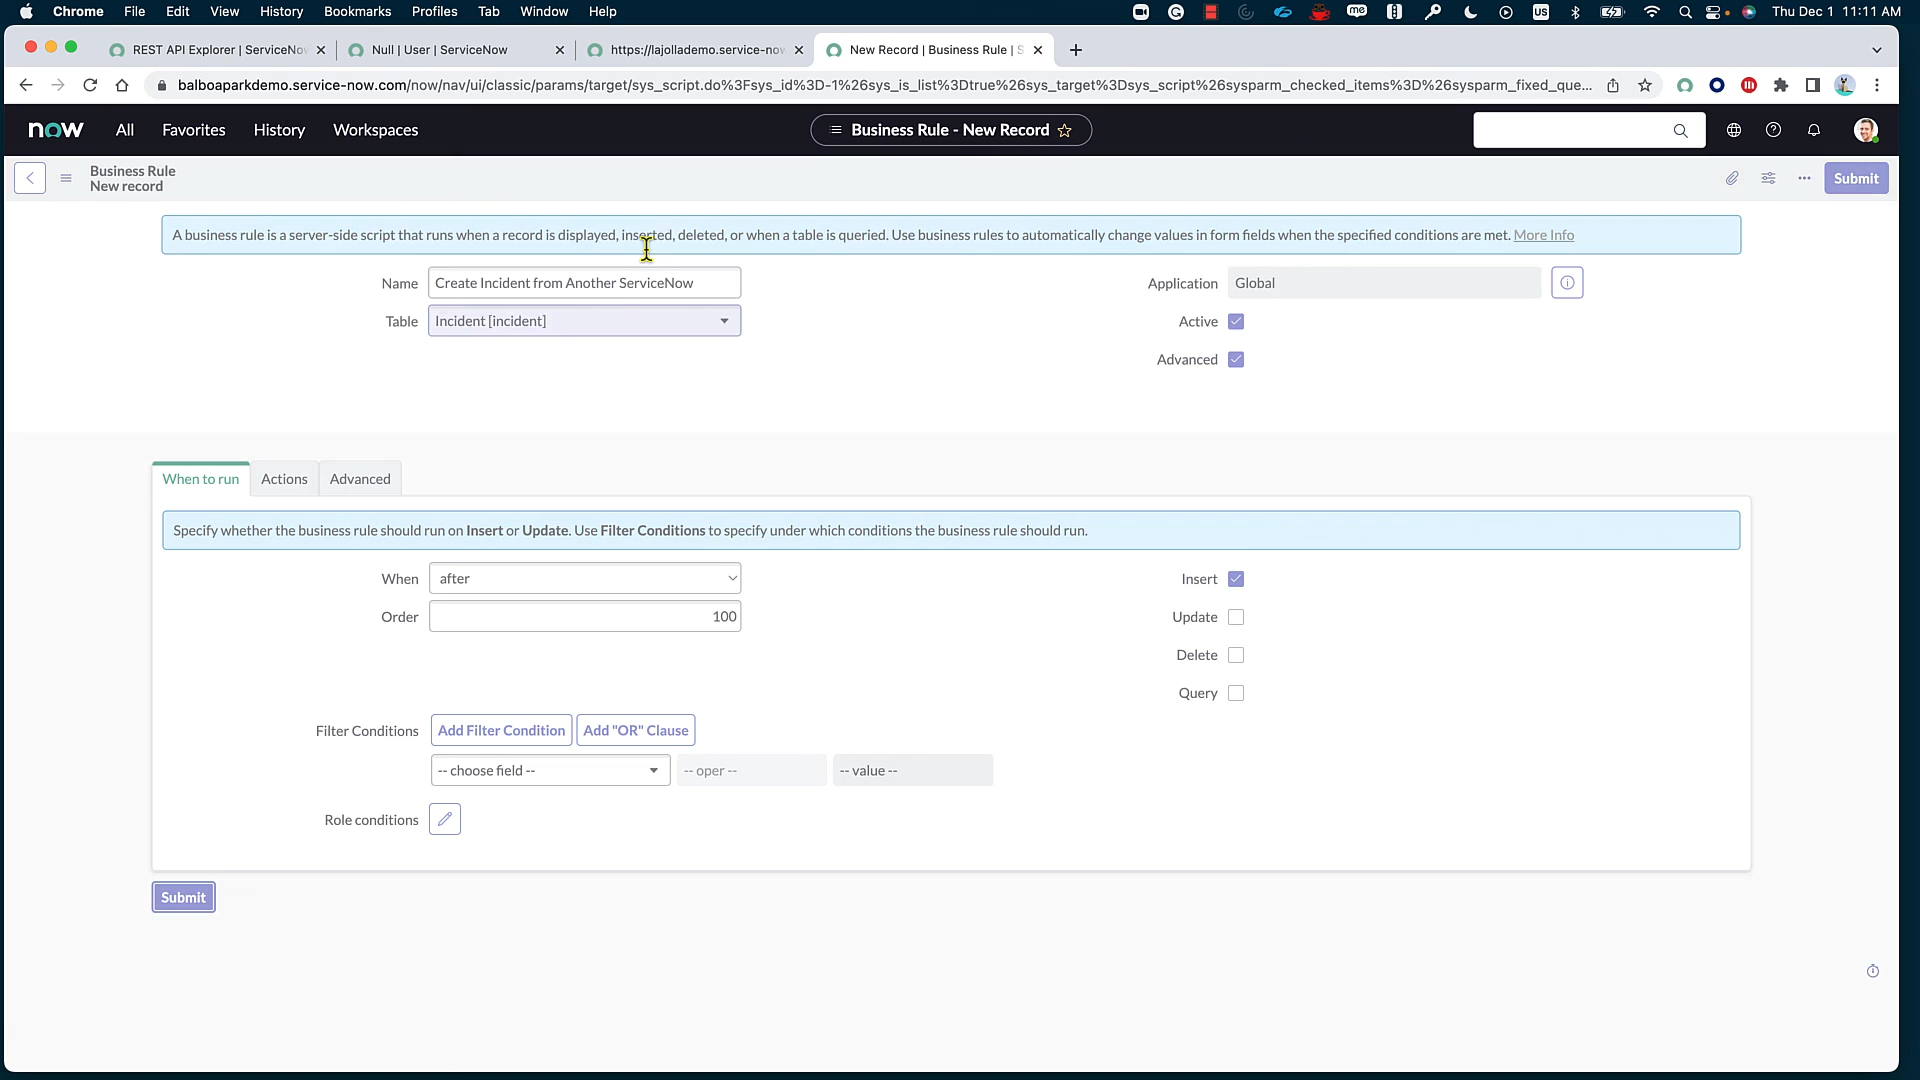 Chrome File Edit View History Bookmarks Profiles Tab Window Help me US Thu Dec 1 11:11 AM
REST API Explorer | ServiceNo Null | User | ServiceNow https://lajollademo.service-now New Record | Business Rule | S
balboaparkdemo.service-now.com/now/nav/ui/classic/params/target/sys_script.do%3Fsys_id%3D-1%26sys_is_list%3Dtrue%26sys_target%3Dsys_script%26sysparm_checked_items%3D%26sysparm_fixed_que...
now All Favorites History Workspaces Business Rule - New Record
Business Rule
New record
Submit
A business rule is a server-side script that runs when a record is displayed, inserted, deleted, or when a table is queried. Use business rules to automatically change values in form fields when the specified conditions are met. More Info
Name Create Incident from Another ServiceNow Application Global
Table Incident [incident] Active
Advanced
When to run Actions Advanced
Specify whether the business rule should run on Insert or Update. Use Filter Conditions to specify under which conditions the business rule should run.
When after Insert
Order 100 Update
Delete
Query
Filter Conditions Add Filter Condition Add "OR" Clause
-- choose field -- -- oper -- -- value --
Role conditions
Submit